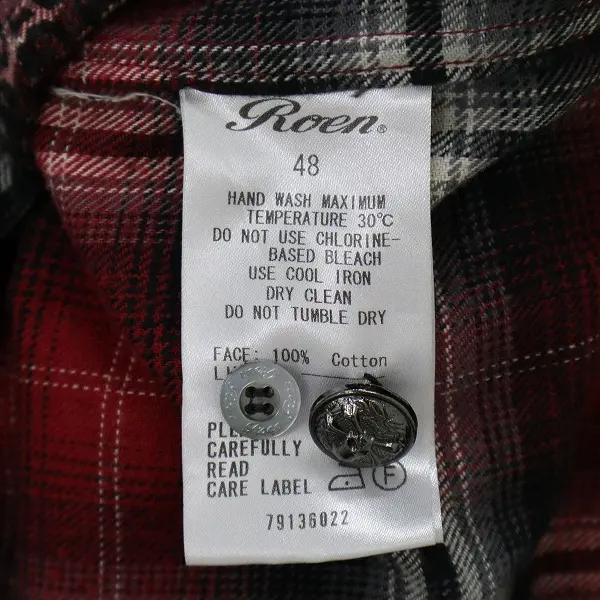 Roen®
48
HAND WASH MAXIMUM
TEMPERATURE 30℃
DO NOT USE CHLORINE-
BASED BLEACH
USE COOL IRON
DRY CLEAN
DO NOT TUMBLE DRY
FACE: 100% Cotton
CAREFULLY
READ
CARE LABEL F
79136022